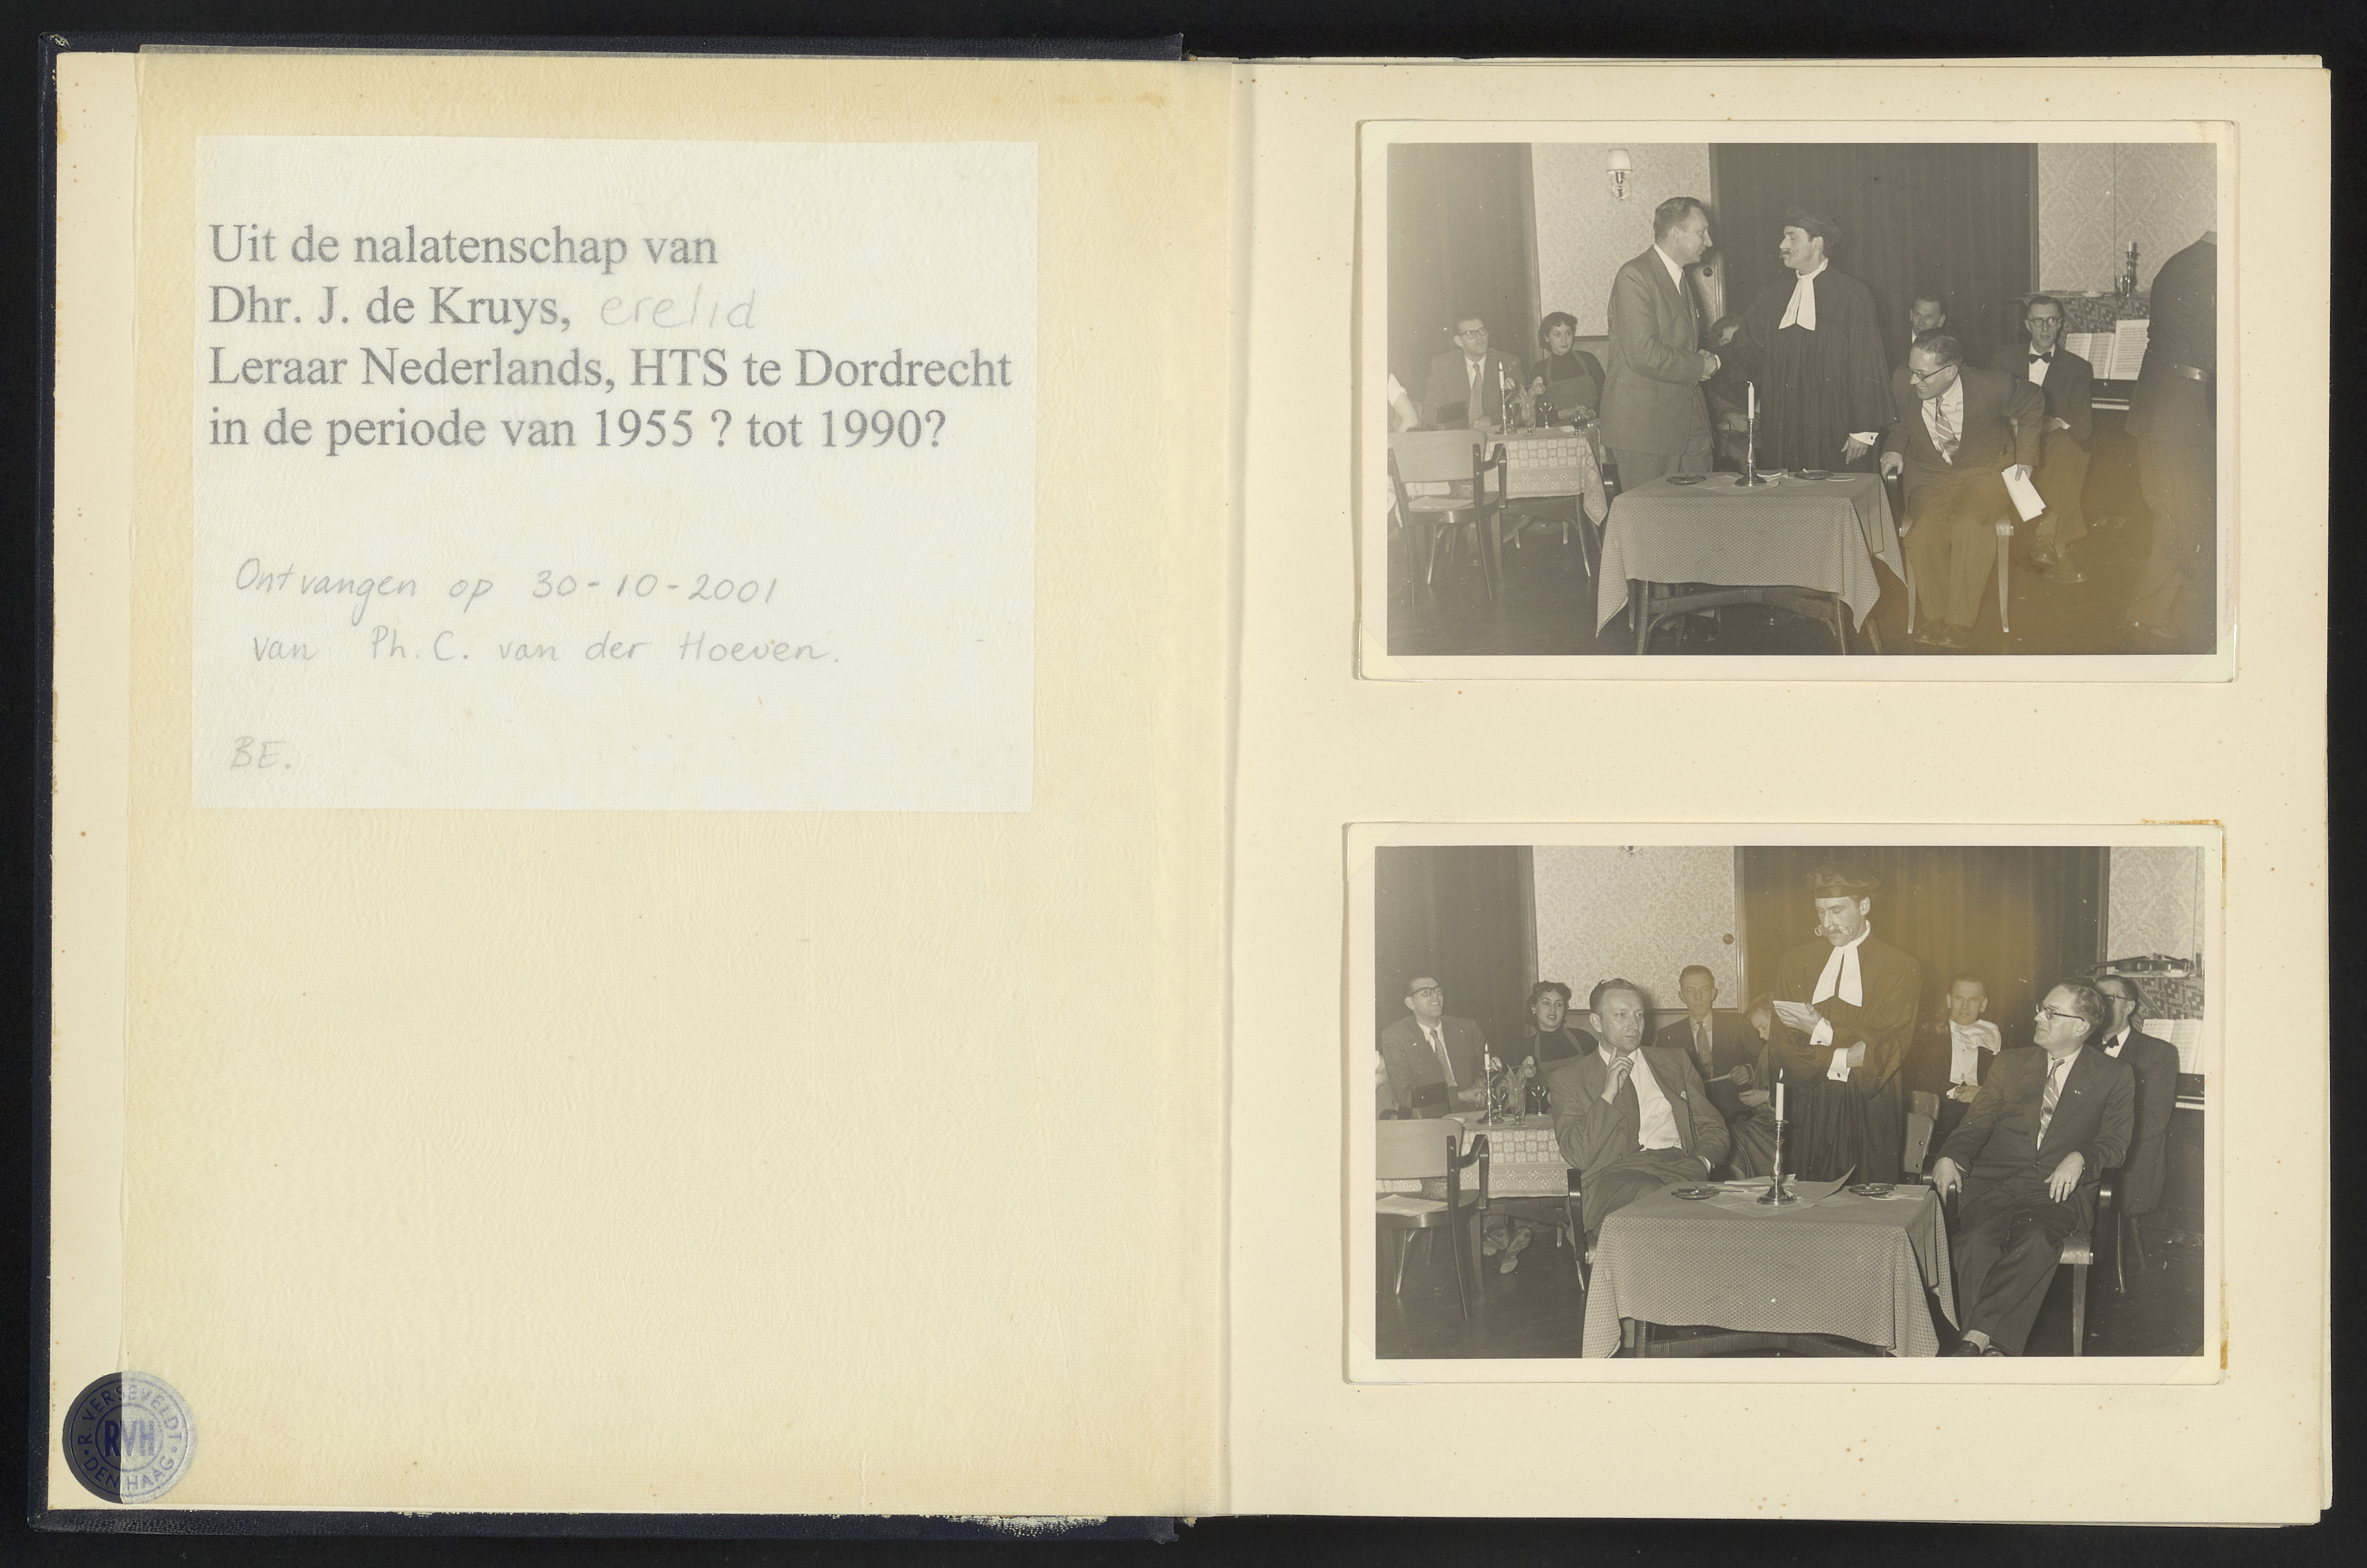 Uit de nalatenschap van
Dhr. J. de Kruys, erelid
Leraar Nederlands, HTS te Dordrecht
in de periode van 1955 ? tot 1990?
Ontvangen op 30-10-2001
van Ph. C. van der Hoeven.
BE.
R. VERSEVELDT
RVH
DEN HAAG